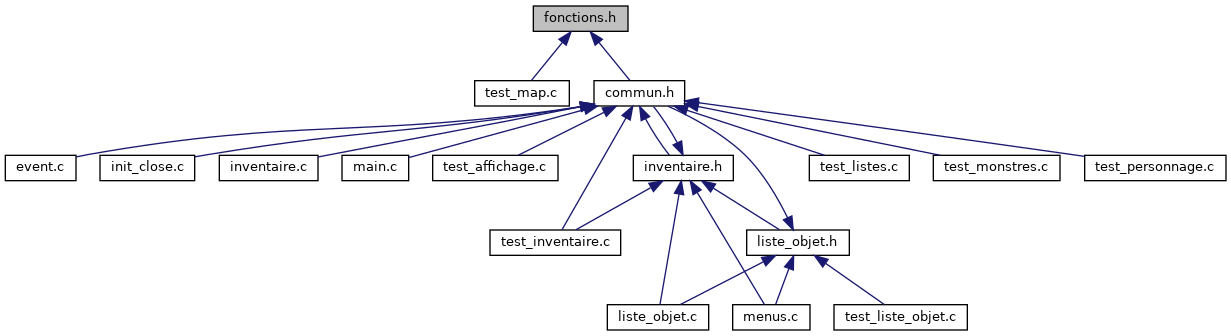 fonctions.h
test_map.c
commun.h
event.c
init_close.c
inventaire.c
main.c
test_affichage.c
inventaire.h
test_listes.c
test_monstres.c
test_personnage.c
test_inventaire.c
liste_objet.h
liste_objet.c
menus.c
test_liste_objet.c